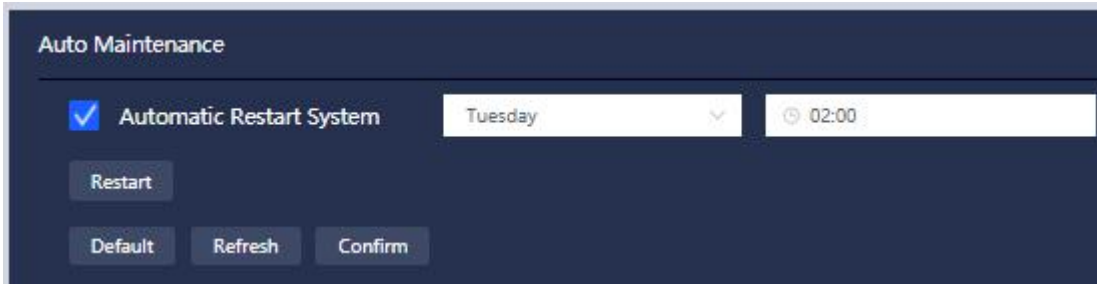 Auto Maintenance
Automatic Restart System Tuesday 02:00
Restart
Default Refresh Confirm